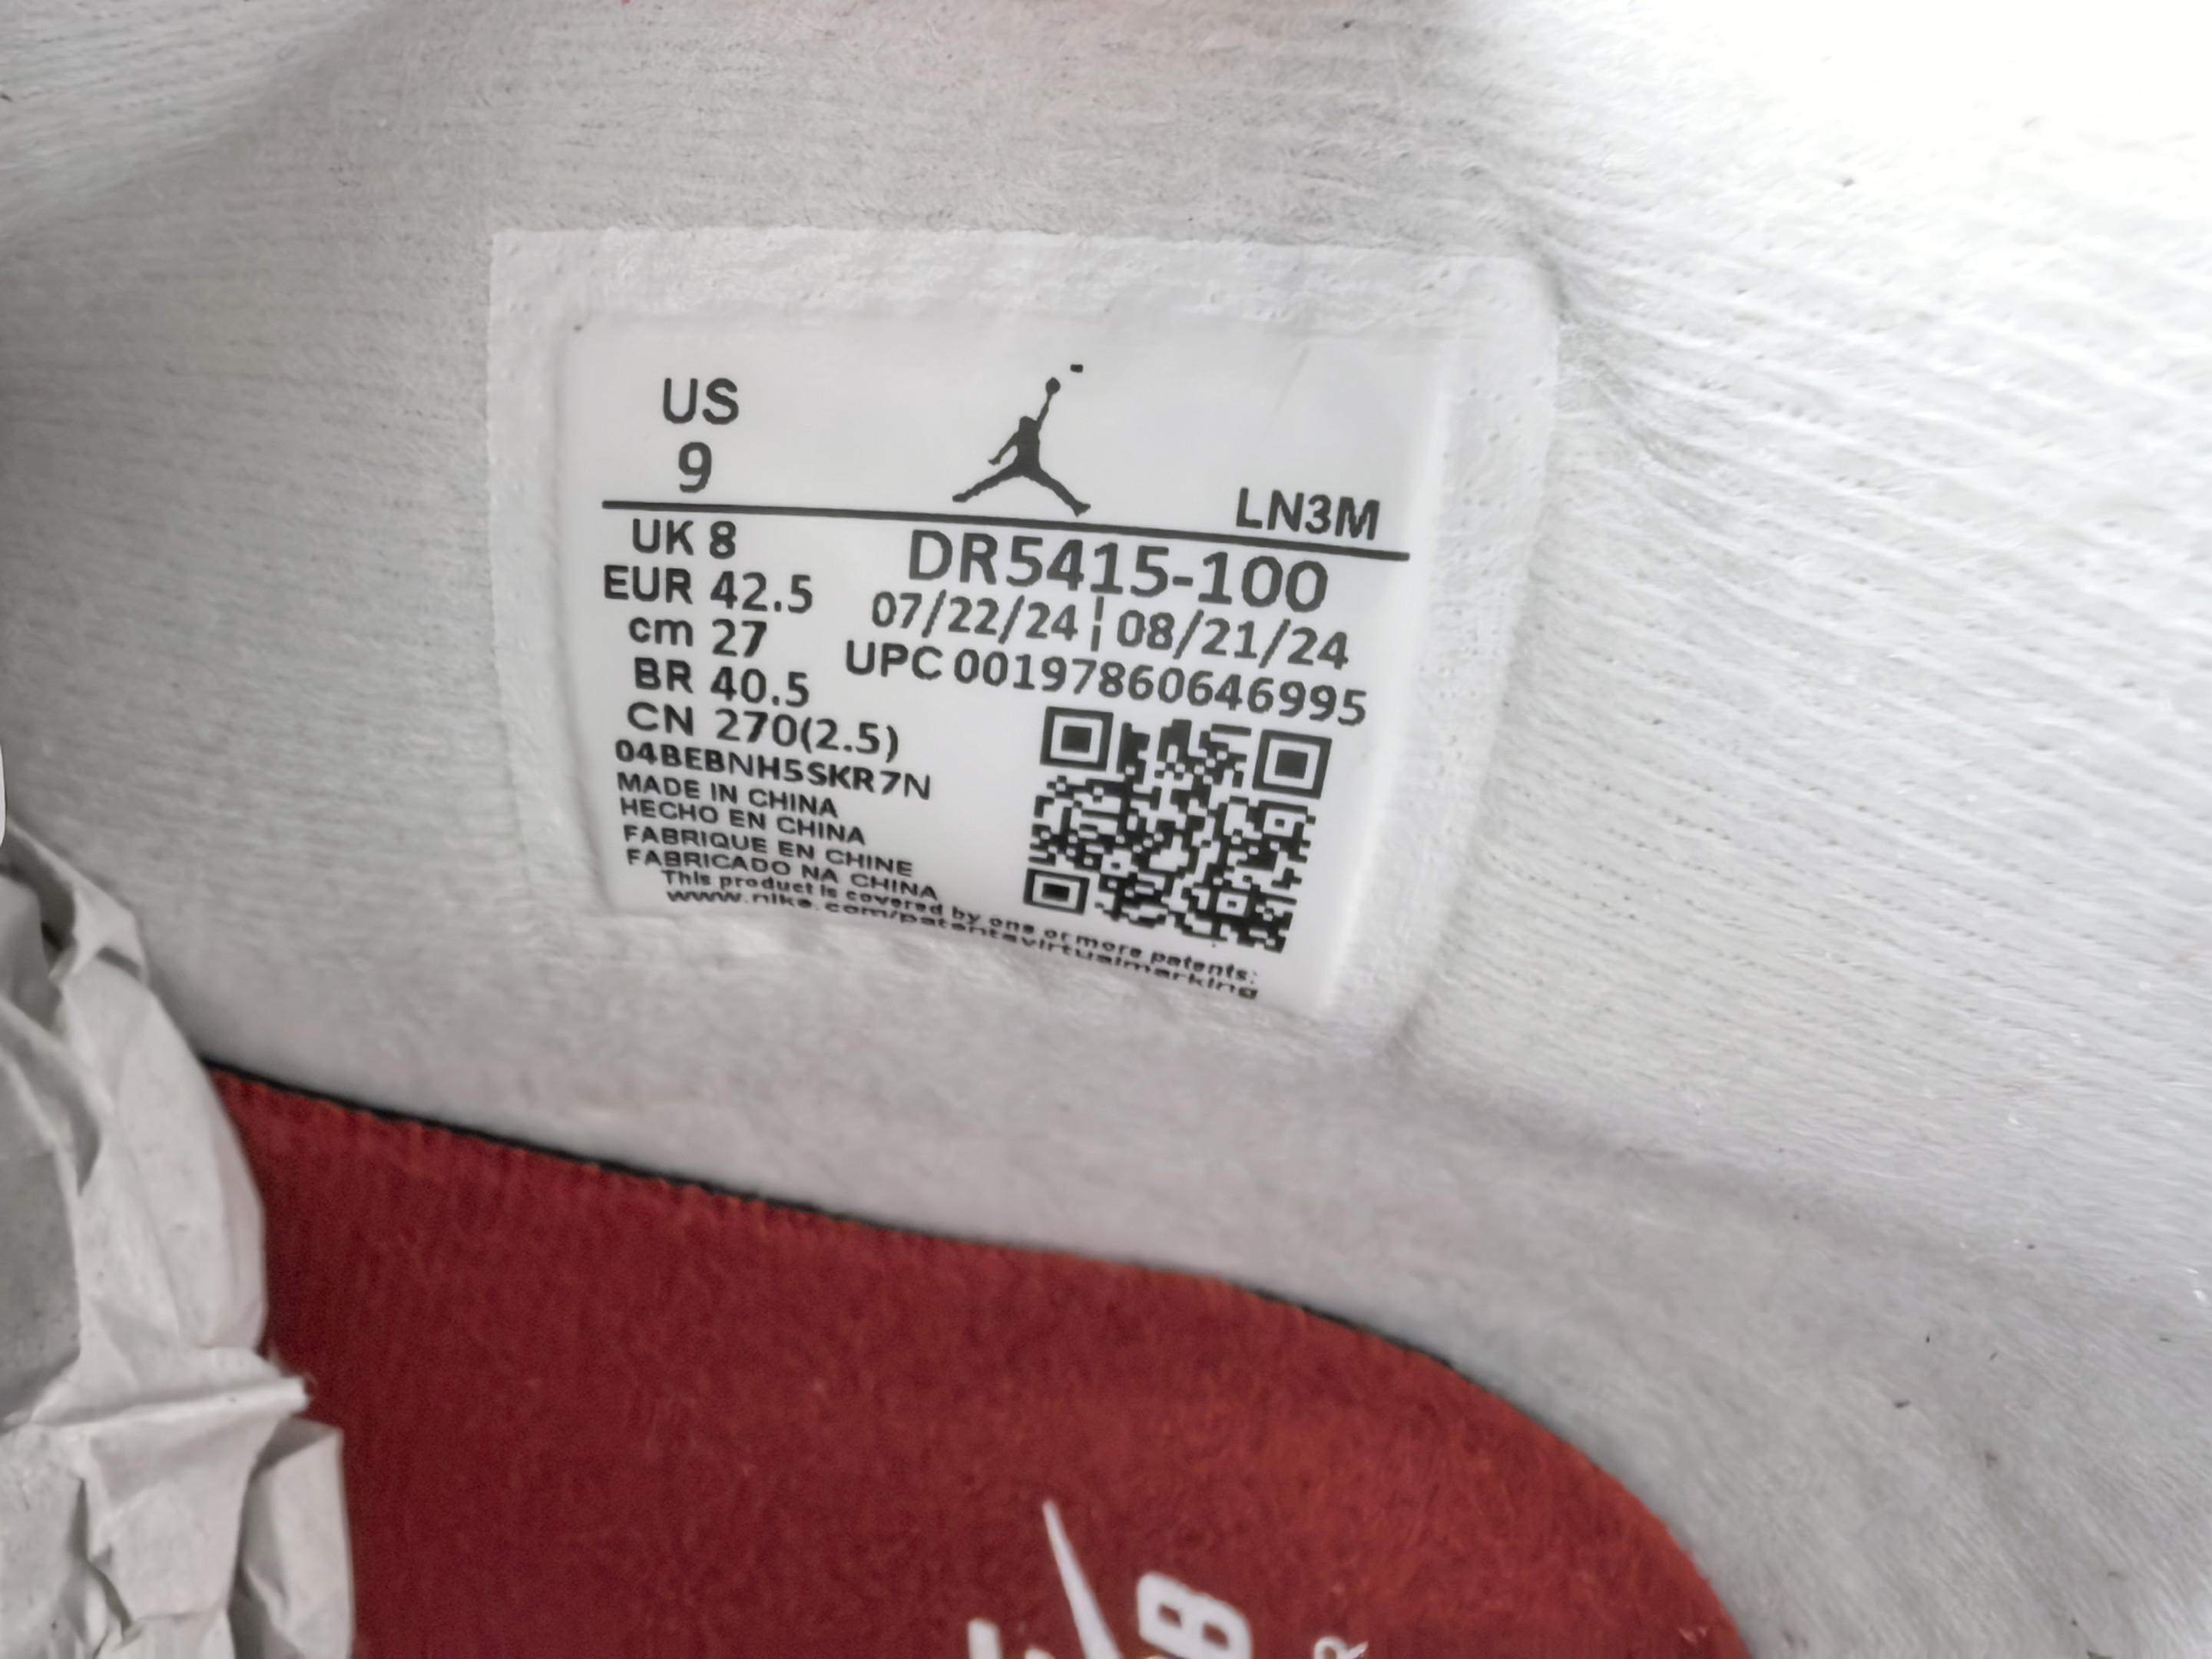 US
9
LN3M
UK 8
EUR 42.5
cm 27
BR 40.5
CN 270(2.5)
DR5415-100
07/22/24 ¦ 08/21/24
UPC 00197860646995
04BEBNH5SKR7N
MADE IN CHINA
HECHO EN CHINA
FABRIQUE EN CHINE
FABRICADO NA CHINA
This product is covered by one or more patents:
www.nike.com/patentsvirtualmarking